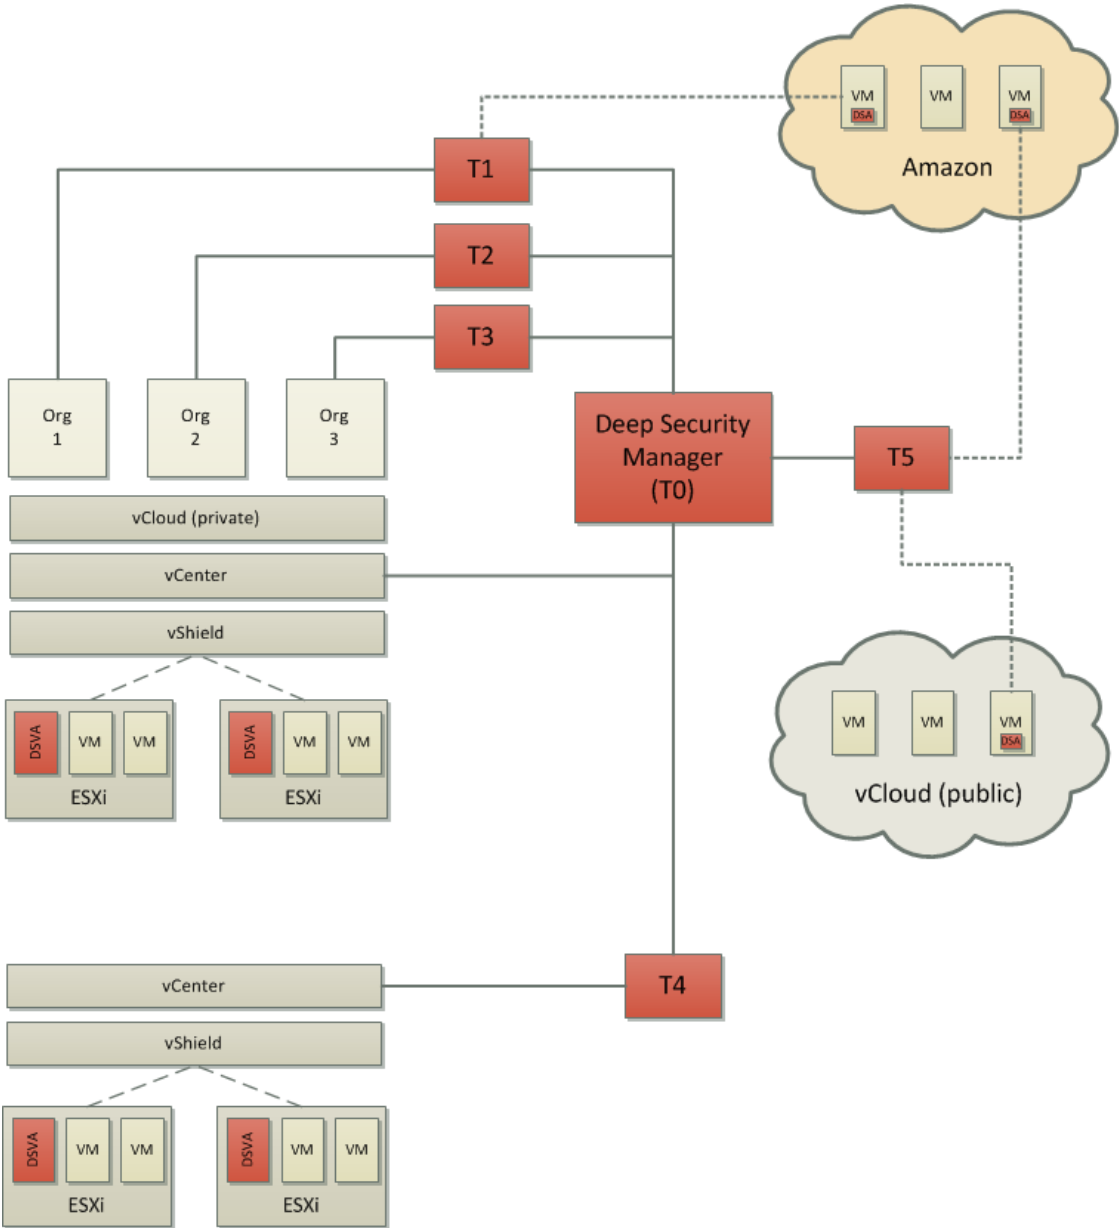 VM
DSA
VM
VM
DSA
Amazon
T1
T2
T3
Org
1
Org
2
Org
3
Deep Security
Manager
(T0)
T5
vCloud (private)
vCenter
vShield
DSVA
VM
VM
ESXi
DSVA
VM
VM
ESXi
VM
VM
VM
DSA
vCloud (public)
T4
vCenter
vShield
DSVA
VM
VM
ESXi
DSVA
VM
VM
ESXi